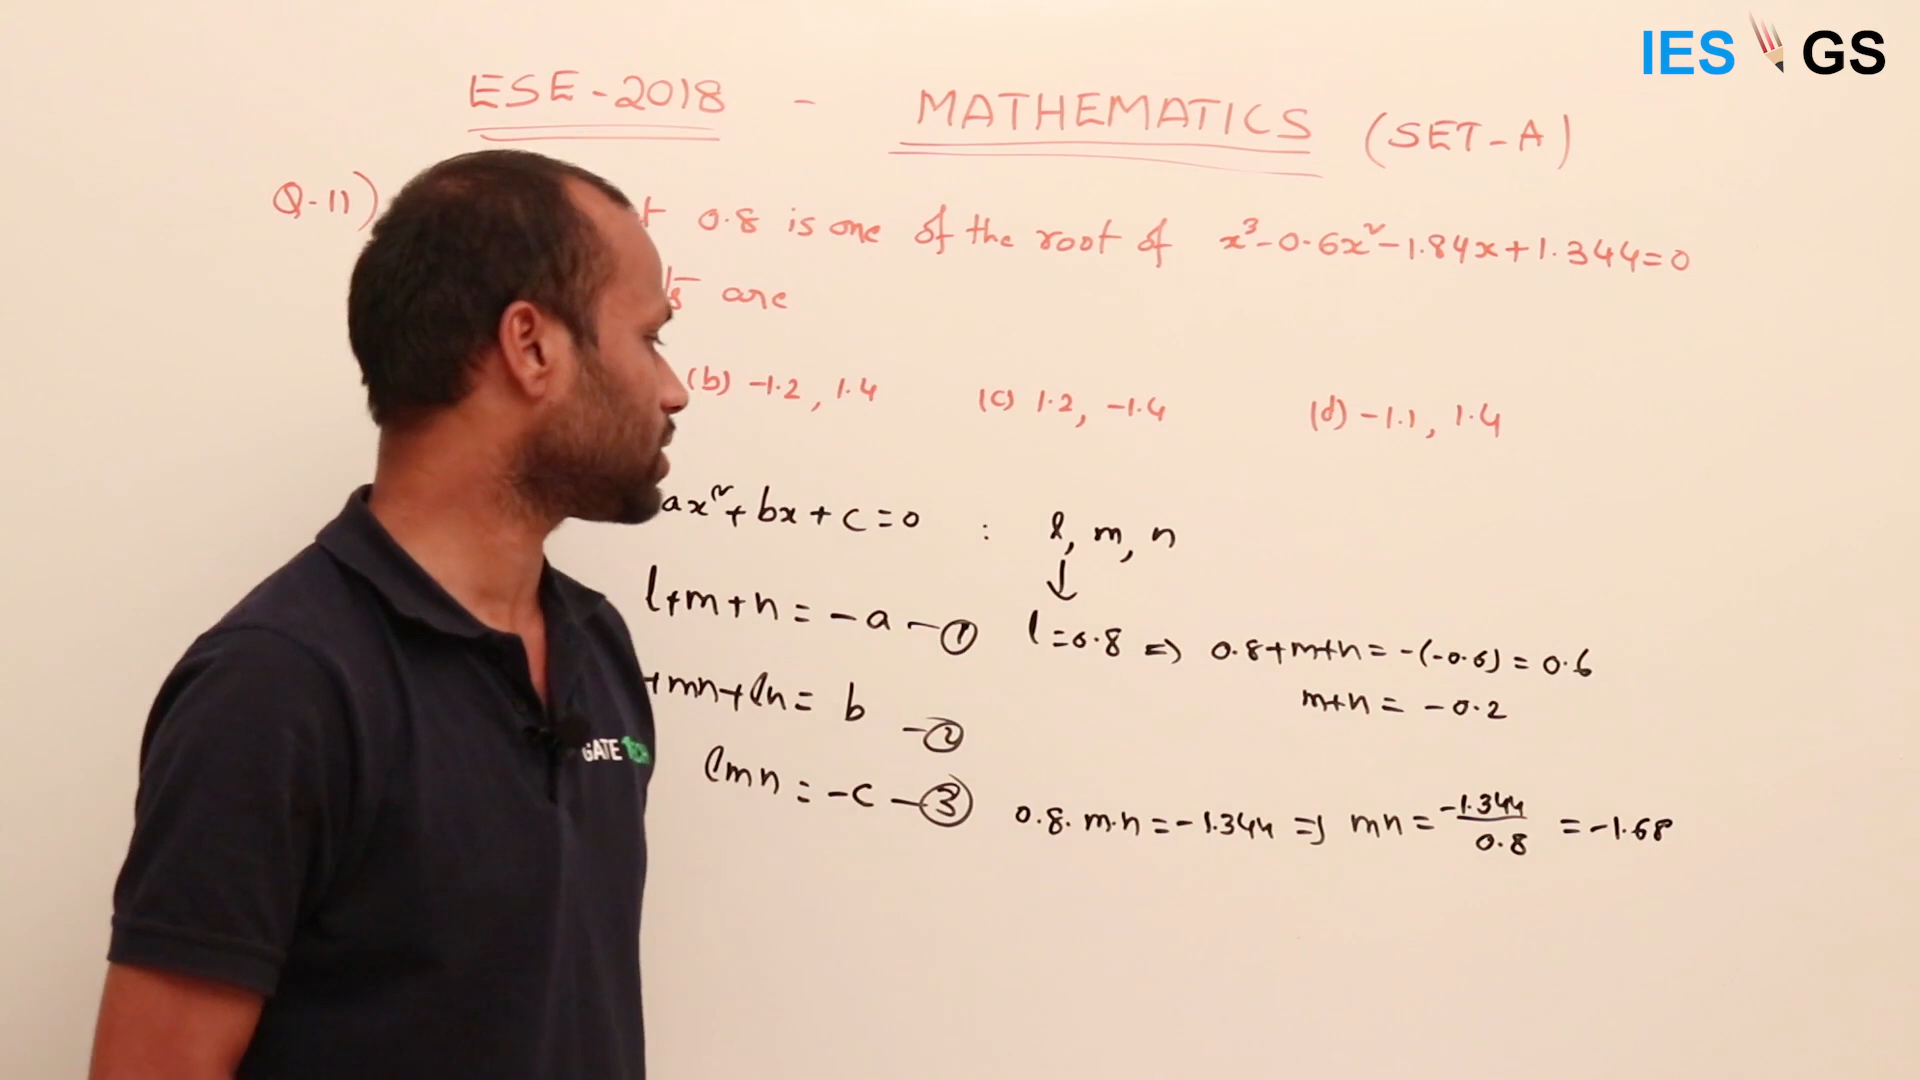 IES GS
ESE-2018 - MATHEMATICS (SET-A)
Q-11) 0.8 is one of the root of x³-0.6x²-1.84x+1.344=0
are
(b) -1.2, 1.4 (c) 1.2, -1.4 (d) -1.1, 1.4
ax²+bx+c=0 : l, m, n
↓
l+m+n = -a -① l=0.8 => 0.8+m+n = -(-0.6) = 0.6
m+n = -0.2
+mn+ln = b -②
lmn = -c -③ 0.8.m.n = -1.344 => mn = -1.344/0.8 = -1.68
GATE